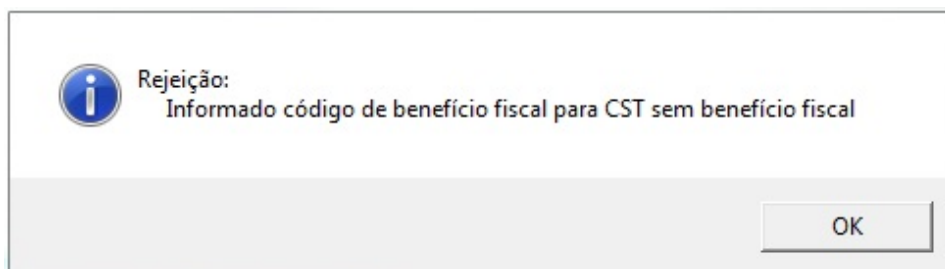 Rejeição:
Informado código de benefício fiscal para CST sem benefício fiscal
OK